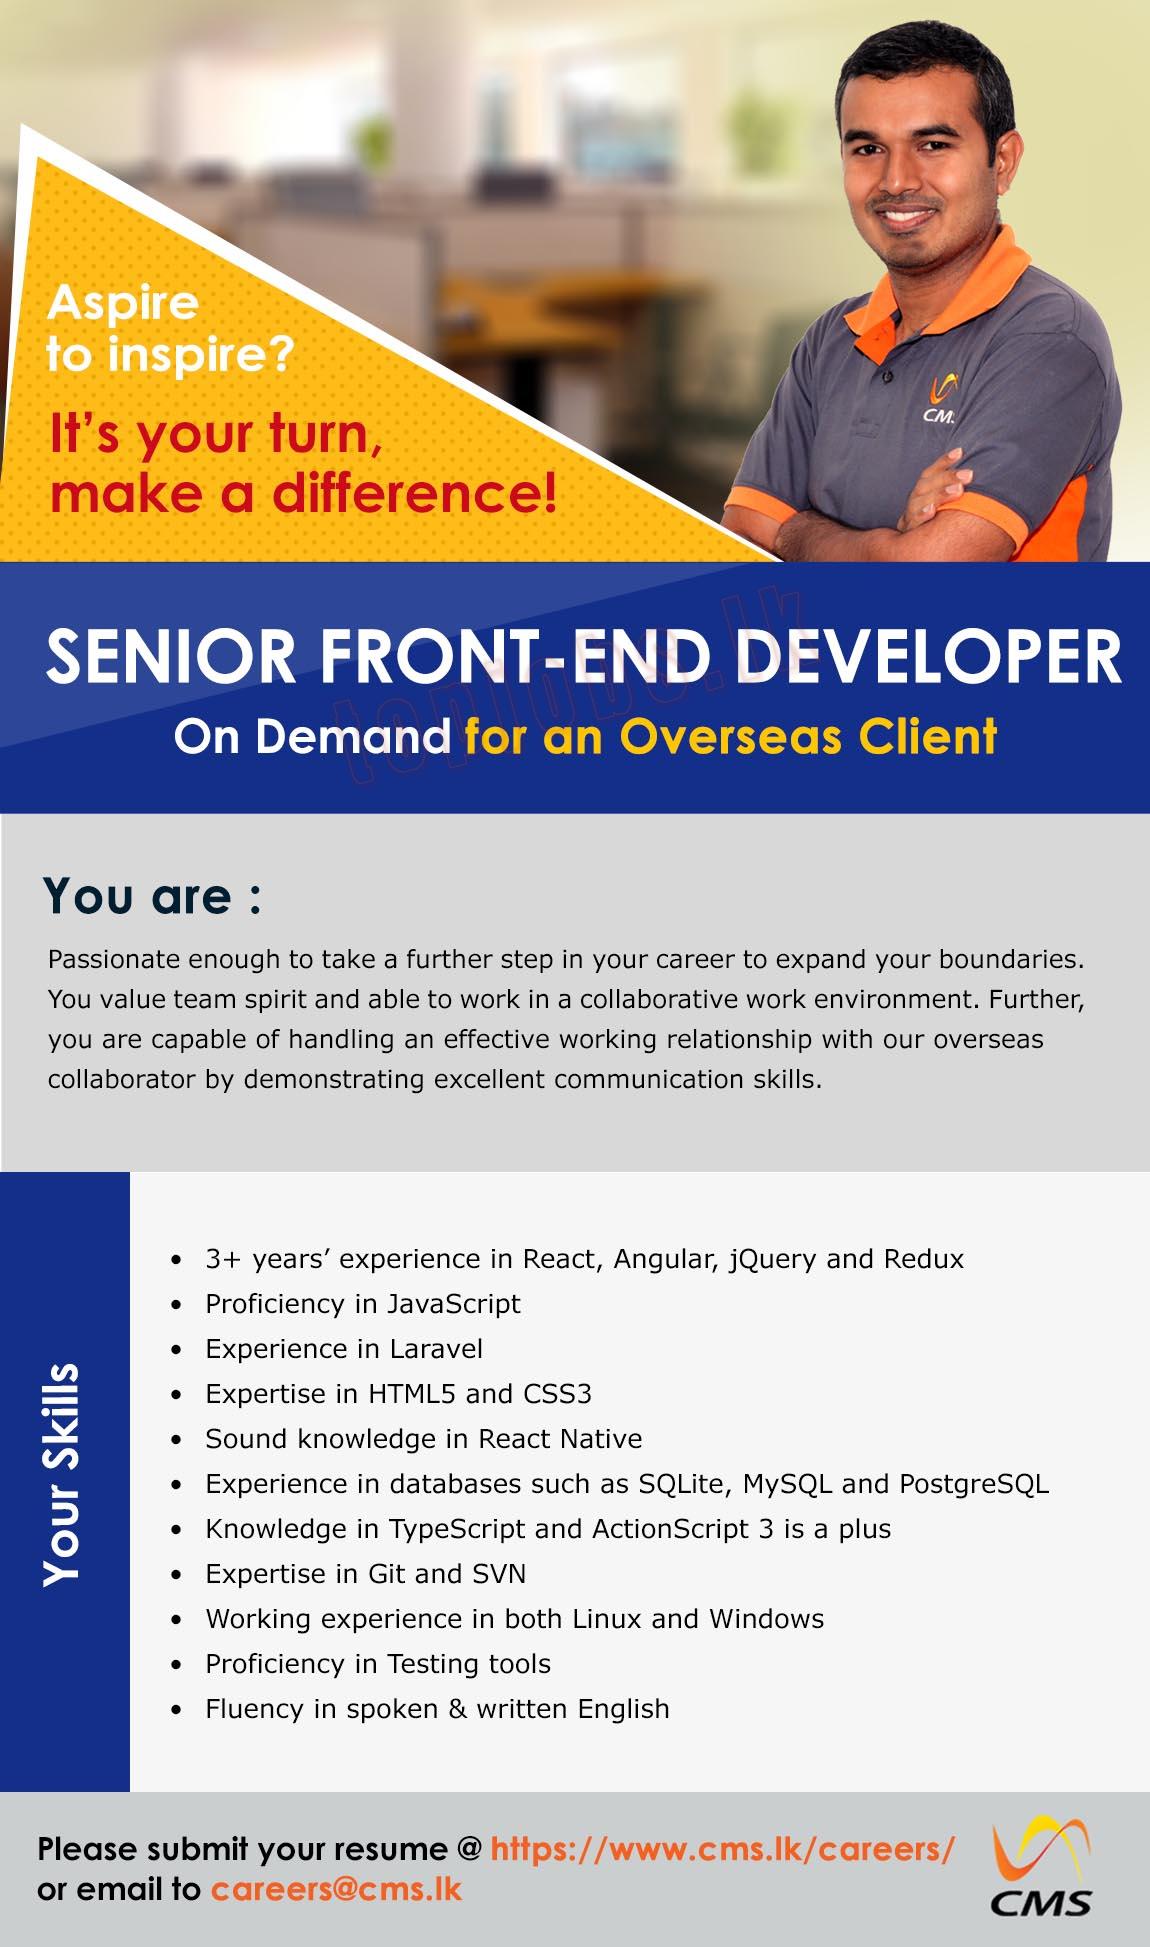 Aspire
to inspire?
It's your turn,
make a difference!
CMS
SENIOR FRONT-END DEVELOPER
On Demand for an Overseas Client
topjobs.lk
You are :
Passionate enough to take a further step in your career to expand your boundaries.
You value team spirit and able to work in a collaborative work environment. Further,
you are capable of handling an effective working relationship with our overseas
collaborator by demonstrating excellent communication skills.
Your Skills
• 3+ years’ experience in React, Angular, jQuery and Redux
• Proficiency in JavaScript
• Experience in Laravel
• Expertise in HTML5 and CSS3
• Sound knowledge in React Native
• Experience in databases such as SQLite, MySQL and PostgreSQL
• Knowledge in TypeScript and ActionScript 3 is a plus
• Expertise in Git and SVN
• Working experience in both Linux and Windows
• Proficiency in Testing tools
• Fluency in spoken & written English
Please submit your resume @ https://www.cms.lk/careers/
or email to careers@cms.lk
CMS